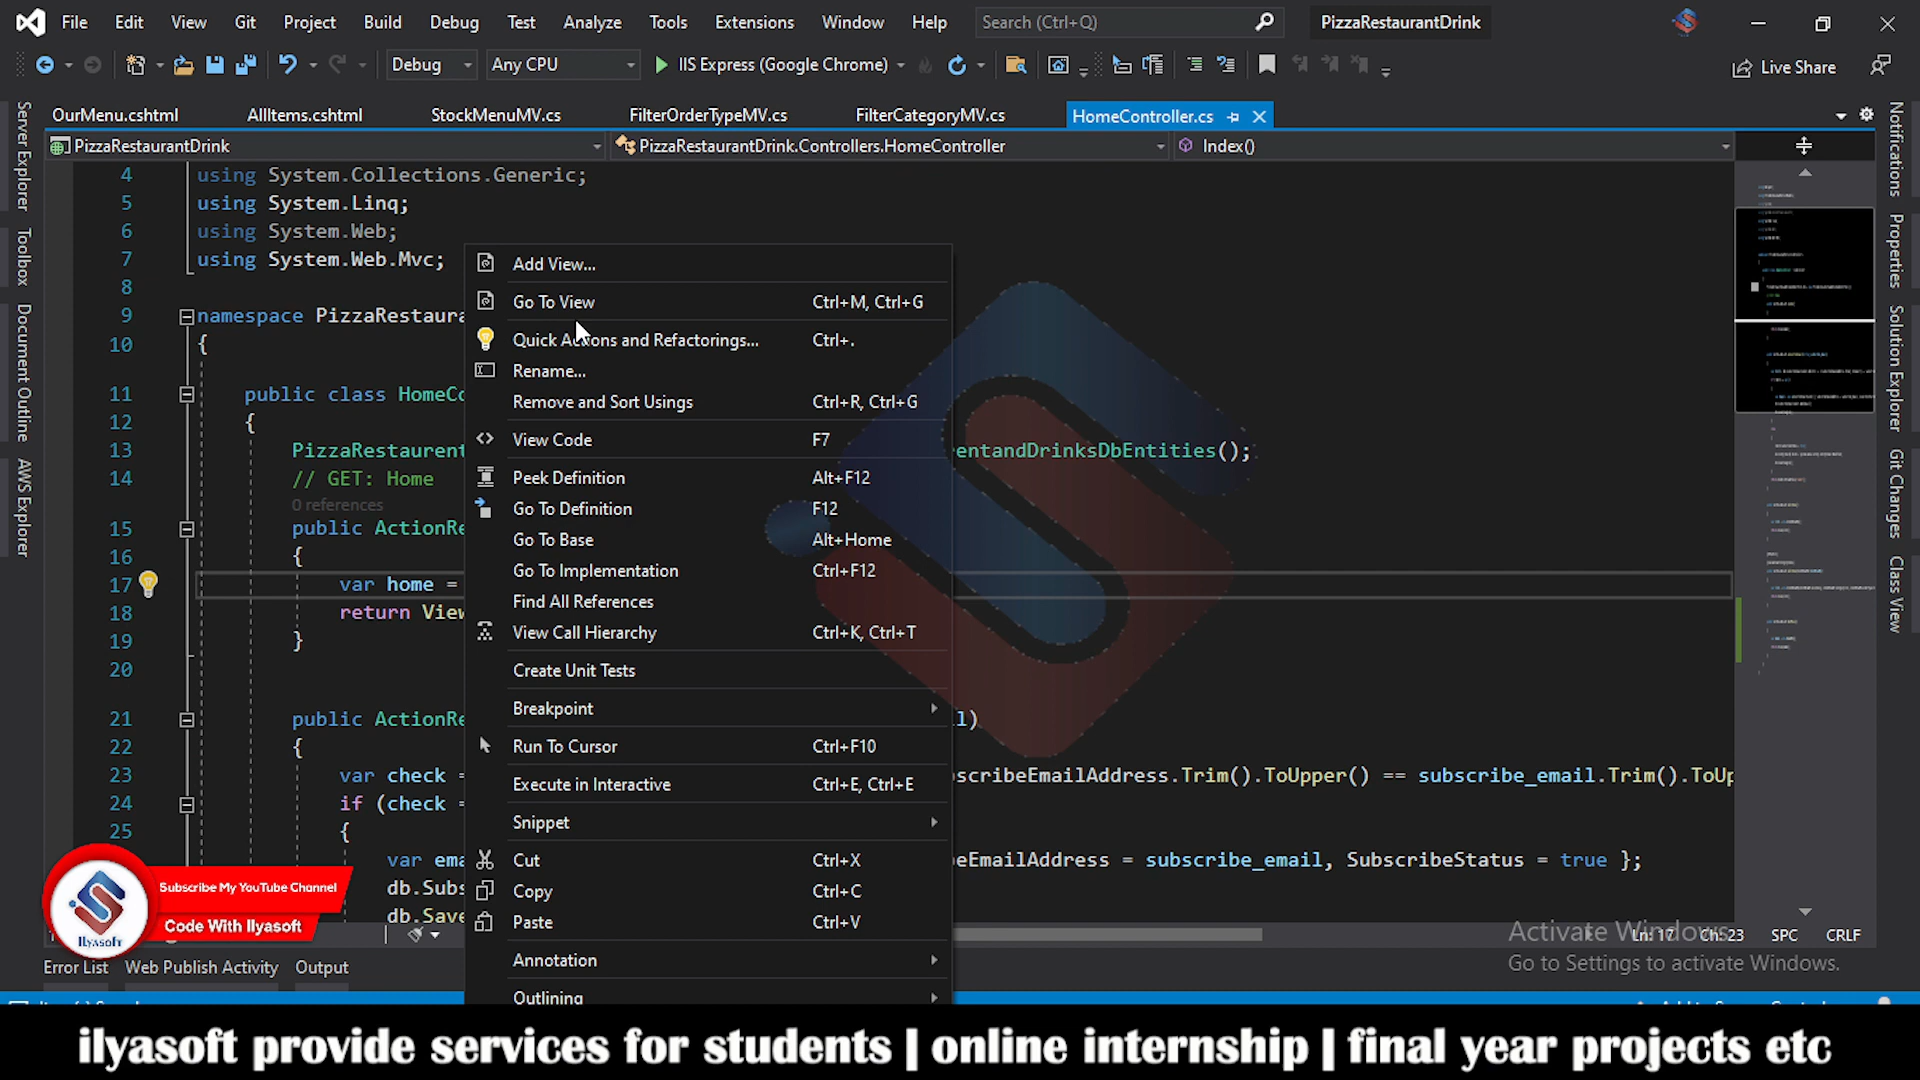 File Edit View Git Project Build Debug Test Analyze Tools Extensions Window Help Search (Ctrl+Q) PizzaRestaurantDrink
Debug Any CPU IIS Express (Google Chrome) Live Share
OurMenu.cshtml AllItems.cshtml StockMenuMV.cs FilterOrderTypeMV.cs FilterCategoryMV.cs HomeController.cs
PizzaRestaurantDrink PizzaRestaurantDrink.Controllers.HomeController Index()
Server Explorer
Toolbox
Document Outline
AWS Explorer
4 using System.Collections.Generic;
5 using System.Linq;
6 using System.Web;
7 using System.Web.Mvc;
8
9 namespace PizzaRestaura
10 {
11 public class HomeCo
12 {
13 PizzaRestaurent entandDrinksDbEntities();
14 // GET: Home
0 references
15 public ActionRe
16 {
17 var home =
18 return View
19 }
20
21 public ActionRe l)
22 {
23 var check = scribeEmailAddress.Trim().ToUpper() == subscribe_email.Trim().ToUp
24 if (check =
25 {
var ema eEmailAddress = subscribe_email, SubscribeStatus = true };
db.Subs
db.Save
Add View...
Go To View Ctrl+M, Ctrl+G
Quick Actions and Refactorings... Ctrl+.
Rename...
Remove and Sort Usings Ctrl+R, Ctrl+G
View Code F7
Peek Definition Alt+F12
Go To Definition F12
Go To Base Alt+Home
Go To Implementation Ctrl+F12
Find All References
View Call Hierarchy Ctrl+K, Ctrl+T
Create Unit Tests
Breakpoint
Run To Cursor Ctrl+F10
Execute in Interactive Ctrl+E, Ctrl+E
Snippet
Cut Ctrl+X
Copy Ctrl+C
Paste Ctrl+V
Annotation
Outlining
Notifications
Properties
Solution Explorer
Git Changes
Class View
Subscribe My YouTube Channel
Code With Ilyasoft
Ilyasoft
Activate Windows
Go to Settings to activate Windows.
Ln: 17 Ch: 23 SPC CRLF
Error List Web Publish Activity Output
ilyasoft provide services for students | online internship | final year projects etc